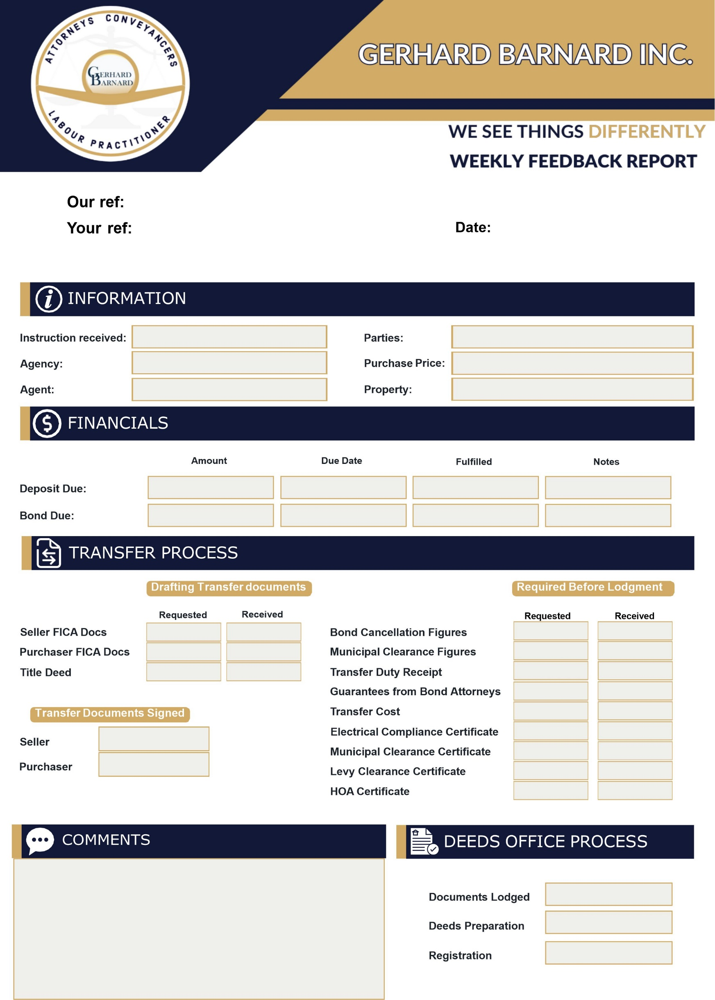 ATTORNEYS CONVEYANCERS
GERHARD
BARNARD
LABOUR PRACTITIONER
GERHARD BARNARD INC.
WE SEE THINGS DIFFERENTLY
WEEKLY FEEDBACK REPORT
Our ref:
Your ref:
Date:
INFORMATION
Instruction received:
Parties:
Agency:
Purchase Price:
Agent:
Property:
FINANCIALS
Amount Due Date Fulfilled Notes
Deposit Due:
Bond Due:
TRANSFER PROCESS
Drafting Transfer documents
Requested Received
Seller FICA Docs
Purchaser FICA Docs
Title Deed
Transfer Documents Signed
Seller
Purchaser
Required Before Lodgment
Requested Received
Bond Cancellation Figures
Municipal Clearance Figures
Transfer Duty Receipt
Guarantees from Bond Attorneys
Transfer Cost
Electrical Compliance Certificate
Municipal Clearance Certificate
Levy Clearance Certificate
HOA Certificate
COMMENTS
DEEDS OFFICE PROCESS
Documents Lodged
Deeds Preparation
Registration